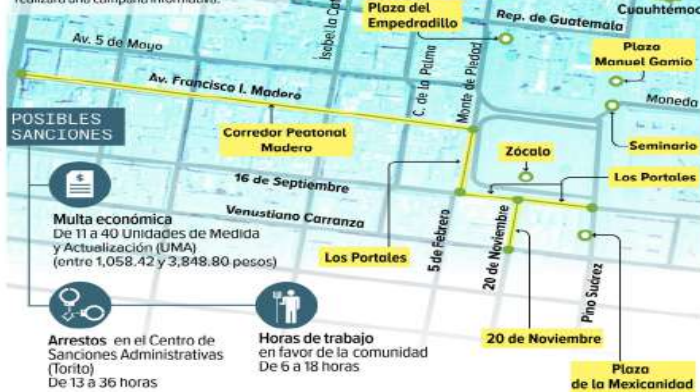 realizará una campaña informativa.
Plaza del
Empedradillo
Rep. de Guatemala
Cuauhtémoc
Isabel la Cat
Av. 5 de Mayo
C. de la Palma
Monte de Piedad
Plaza
Manuel Gamio
Av. Francisco I. Madero
Moneda
POSIBLES
SANCIONES
Corredor Peatonal
Madero
Zócalo
Seminario
16 de Septiembre
Los Portales
Multa económica
De 11 a 40 Unidades de Medida
y Actualización (UMA)
(entre 1,058.42 y 3,848.80 pesos)
Venustiano Carranza
Los Portales
5 de Febrero
20 de Noviembre
Pino Suárez
20 de Noviembre
Plaza
de la Mexicanidad
Arrestos en el Centro de
Sanciones Administrativas
(Torito)
De 13 a 36 horas
Horas de trabajo
en favor de la comunidad
De 6 a 18 horas